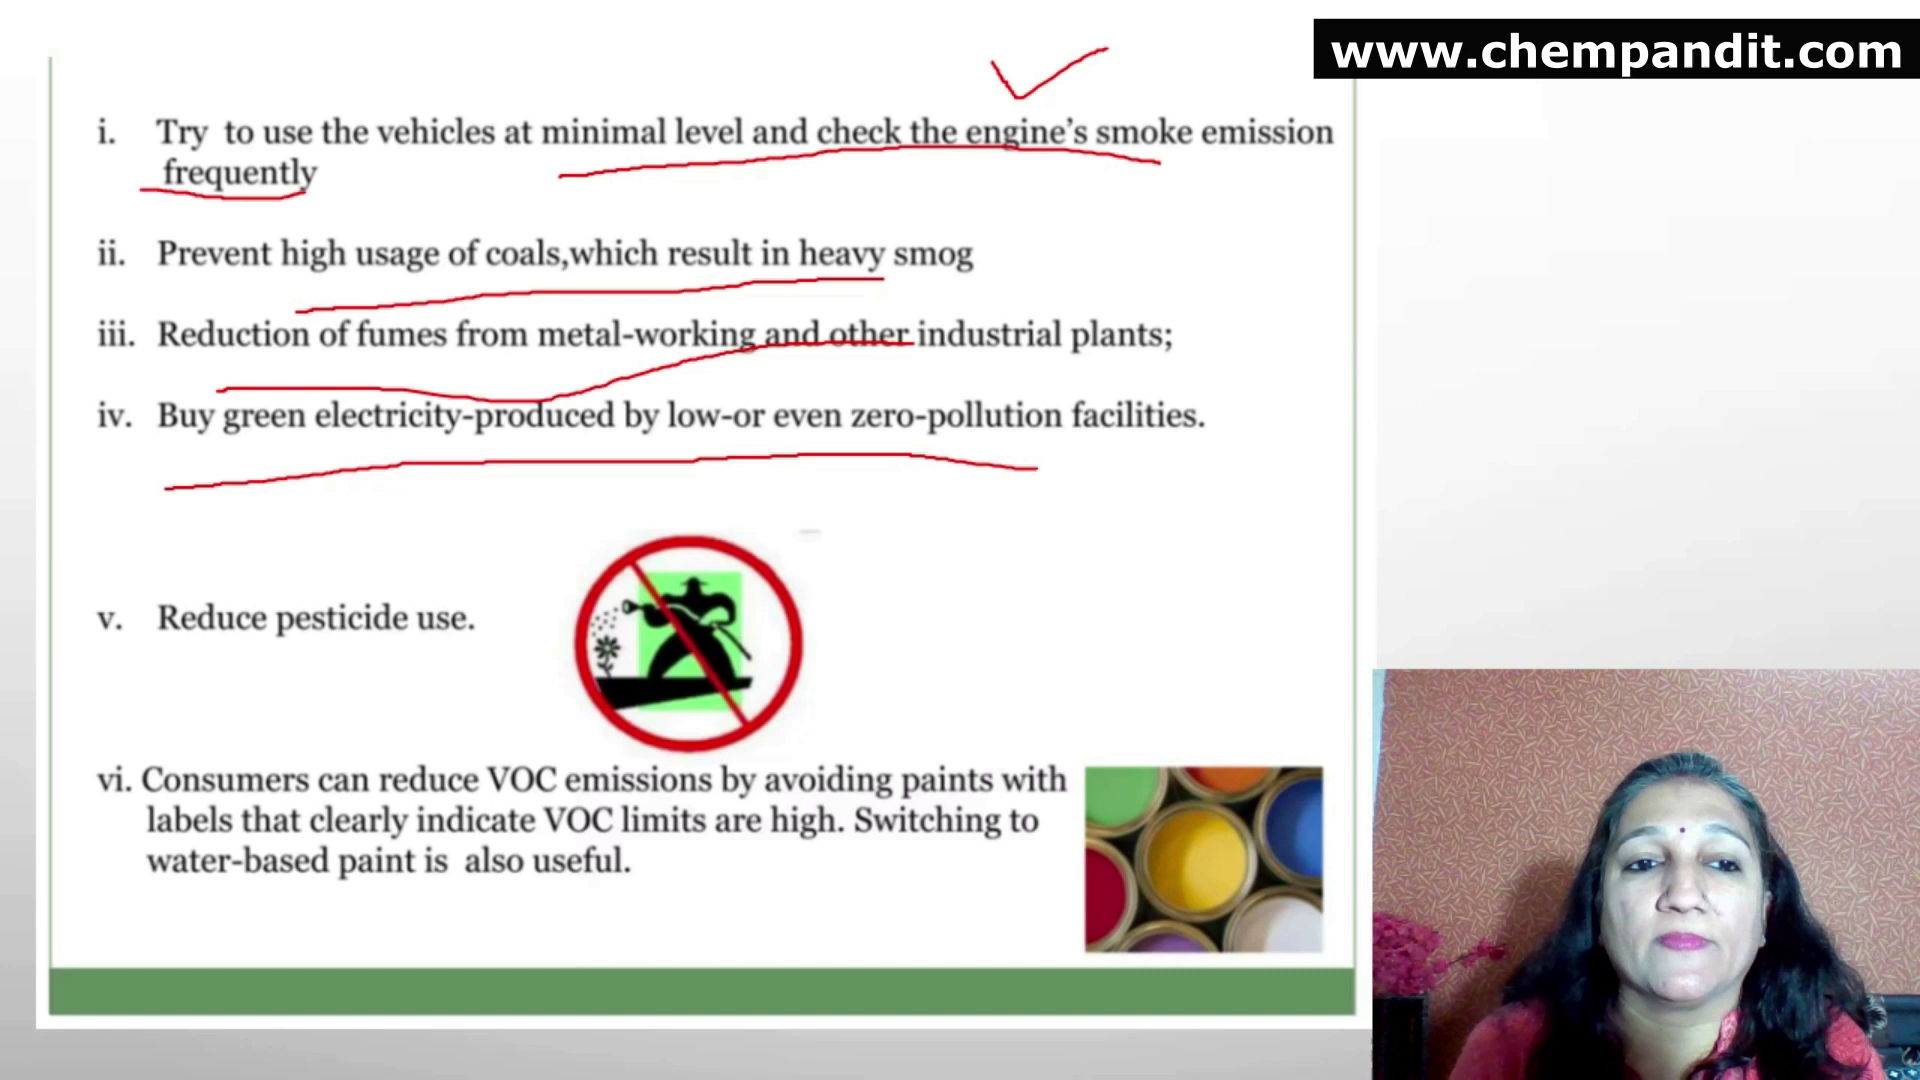 www.chempandit.com
i. Try to use the vehicles at minimal level and check the engine's smoke emission
frequently
ii. Prevent high usage of coals,which result in heavy smog
iii. Reduction of fumes from metal-working and other industrial plants;
iv. Buy green electricity-produced by low-or even zero-pollution facilities.
v. Reduce pesticide use.
vi. Consumers can reduce VOC emissions by avoiding paints with
labels that clearly indicate VOC limits are high. Switching to
water-based paint is also useful.